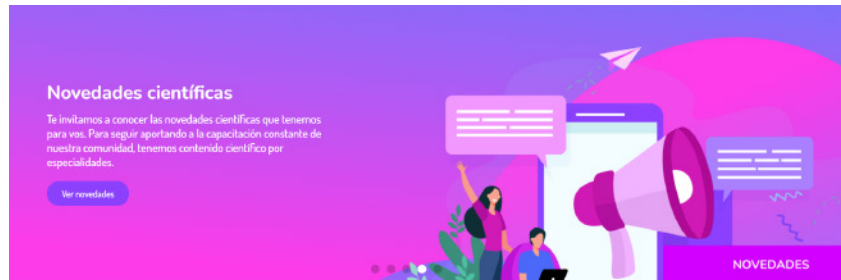 Novedades científicas
Te invitamos a conocer las novedades científicas que tenemos
para vos. Para seguir aportando a la capacitación constante de
nuestra comunidad, tenemos contenido científico por
especialidades.
Ver novedades
NOVEDADES